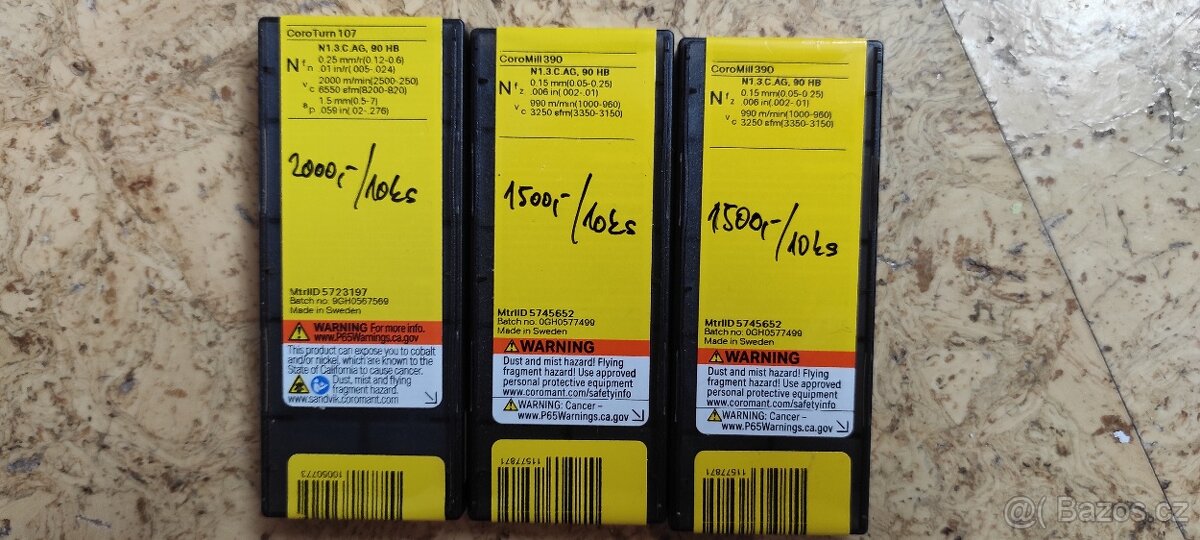 CoroTurn 107
N1.3.C.AG, 90 HB
N fn 0.25 mm/r(0.12-0.6)
.01 in/r(.005-.024)
vc 2000 m/min(2500-250)
6550 sfm(8200-820)
ap 1.5 mm(0.5-7)
.059 in(.02-.276)
2000,-/10ks
MtrlID 5723197
Batch no: 9GH0567569
Made in Sweden
WARNING For more info.
www.P65Warnings.ca.gov
This product can expose you to cobalt
and/or nickel, which are known to the
State of California to cause cancer.
Dust, mist and flying
fragment hazard.
www.sandvik.coromant.com
10050773
CoroMill 390
N1.3.C.AG, 90 HB
N fz 0.15 mm(0.05-0.25)
.006 in(.002-.01)
vc 990 m/min(1000-960)
3250 sfm(3350-3150)
1500,-/10ks
MtrlID 5745652
Batch no: 0GH0577499
Made in Sweden
WARNING
Dust and mist hazard! Flying
fragment hazard! Use approved
personal protective equipment
www.coromant.com/safetyinfo
WARNING: Cancer –
www.P65Warnings.ca.gov
11577871
CoroMill 390
N1.3.C.AG, 90 HB
N fz 0.15 mm(0.05-0.25)
.006 in(.002-.01)
vc 990 m/min(1000-960)
3250 sfm(3350-3150)
1500,-/10ks
MtrlID 5745652
Batch no: 0GH0577499
Made in Sweden
WARNING
Dust and mist hazard! Flying
fragment hazard! Use approved
personal protective equipment
www.coromant.com/safetyinfo
WARNING: Cancer –
www.P65Warnings.ca.gov
11577871
Bazos.cz